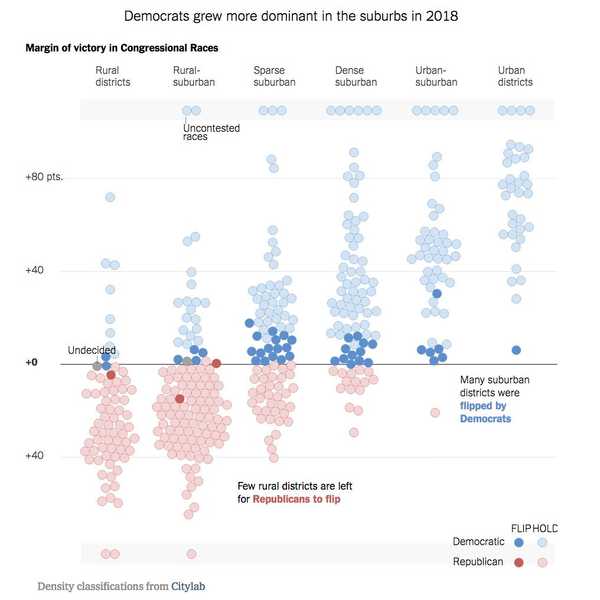 Democrats grew more dominant in the suburbs in 2018
Margin of victory in Congressional Races
Rural
districts
Rural-
suburban
Sparse
suburban
Dense
suburban
Urban-
suburban
Urban
districts
Uncontested
races
+80 pts.
+40
+20
Undecided
+0
Many suburban
districts were
flipped by
Democrats
+40
Few rural districts are left
for Republicans to flip
FLIP HOLD
Democratic
Republican
Density classifications from Citylab